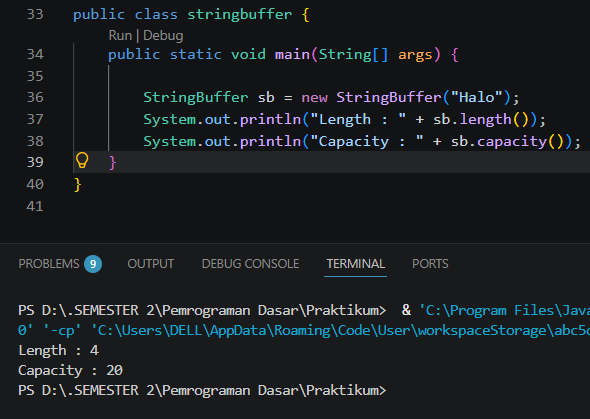 33 public class stringbuffer {
Run | Debug
34 public static void main(String[] args) {
35
36 StringBuffer sb = new StringBuffer("Halo");
37 System.out.println("Length : " + sb.length());
38 System.out.println("Capacity : " + sb.capacity());
39 }
40 }
41
PROBLEMS 9 OUTPUT DEBUG CONSOLE TERMINAL PORTS
PS D:\.SEMESTER 2\Pemrograman Dasar\Praktikum> & 'C:\Program Files\Java
0' '-cp' 'C:\Users\DELL\AppData\Roaming\Code\User\workspaceStorage\abc5c
Length : 4
Capacity : 20
PS D:\.SEMESTER 2\Pemrograman Dasar\Praktikum>